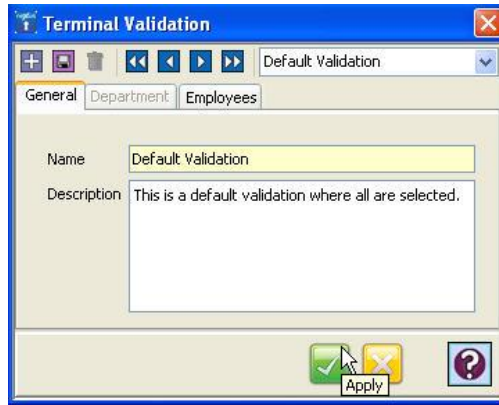 Terminal Validation
Default Validation
General Department Employees
Name Default Validation
Description This is a default validation where all are selected.
Apply
?